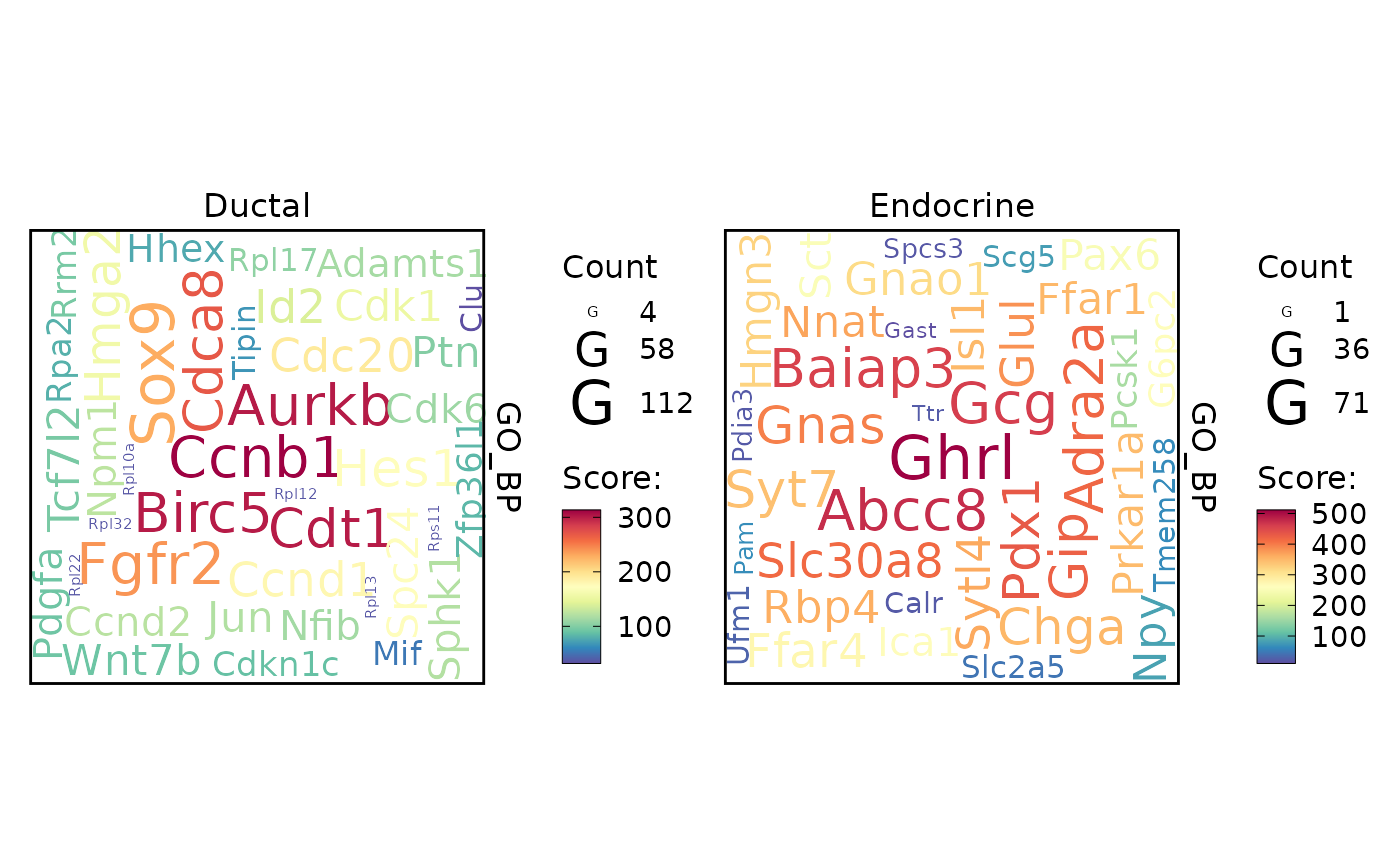 Ductal
Rrm2
Hmga2
Hhex
Rpl17
Adamts1
Clu
Id2
Cdk1
Cdca8
Sox9
Tipin
Rpa2
Cdc20
Ptn
Aurkb
Cdk6
Tcf7l2
Npm1
Rpl10a
Ccnb1
Hes1
Zfp36l1
Rpl12
Birc5
Cdt1
Rpl32
Rps11
Spc24
Fgfr2
Rpl22
Ccnd1
Rpl13
Pdgfa
Sphk1
Ccnd2
Jun
Nfib
Wnt7b
Cdkn1c
Mif
GO_BP
Count
G 4
G 58
G 112
Score:
300
200
100
Endocrine
Hmgn3
Sct
Spcs3
Scg5
Pax6
Gnao1
Ffar1
Nnat
Gast
Isl1
Glul
G6pc2
Baiap3
Pcsk1
Adra2a
Gcg
Pdia3
Gnas
Ttr
Ghrl
Prkar1a
Tmem258
Syt7
Abcc8
Pdx1
Gip
Pam
Slc30a8
Sytl4
Ufm1
Rbp4
Calr
Npy
Chga
Ffar4
Ica1
Slc2a5
GO_BP
Count
G 1
G 36
G 71
Score:
500
400
300
200
100